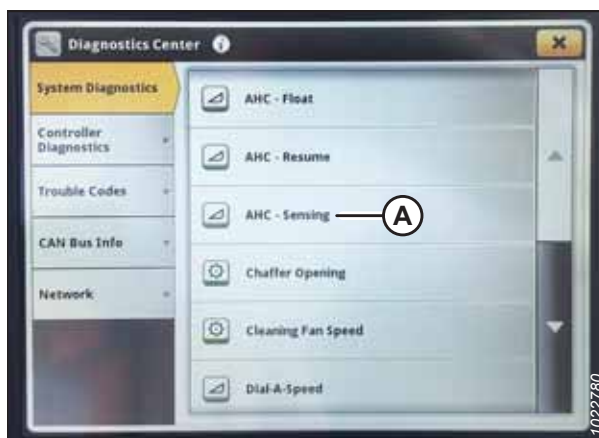 Diagnostics Center
System Diagnostics
Controller
Diagnostics
Trouble Codes
CAN Bus Info
Network
AHC - Float
AHC - Resume
AHC - Sensing
A
Chaffer Opening
Cleaning Fan Speed
Dial-A-Speed
1022780